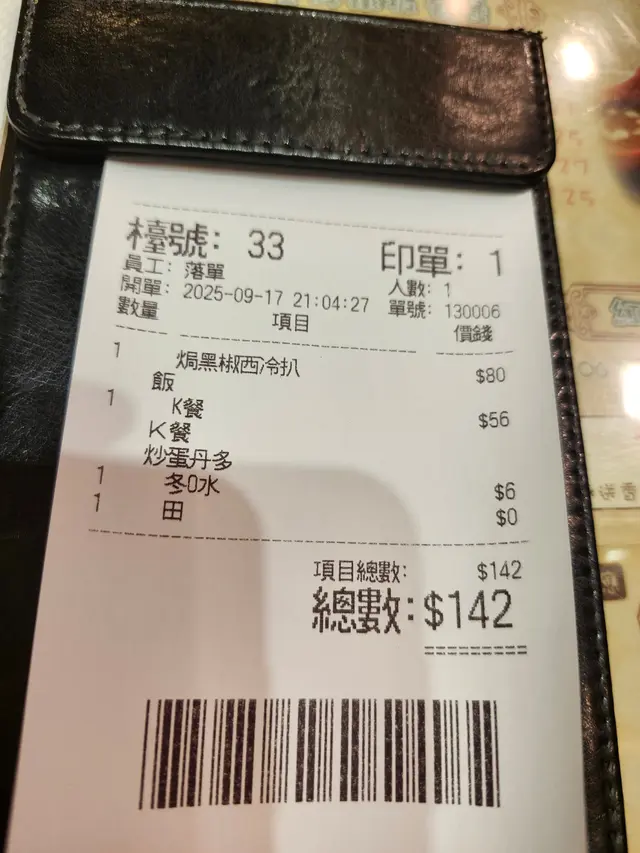 檯號: 33 印單: 1
員工: 落單 人數: 1
開單: 2025-09-17 21:04:27 單號: 130006
數量 項目 價錢
1 焗黑椒西冷扒 $80
飯
1 K餐 $56
K餐
炒蛋丹多
1 冬0水 $6
1 田 $0
項目總數: $142
總數: $142
==========